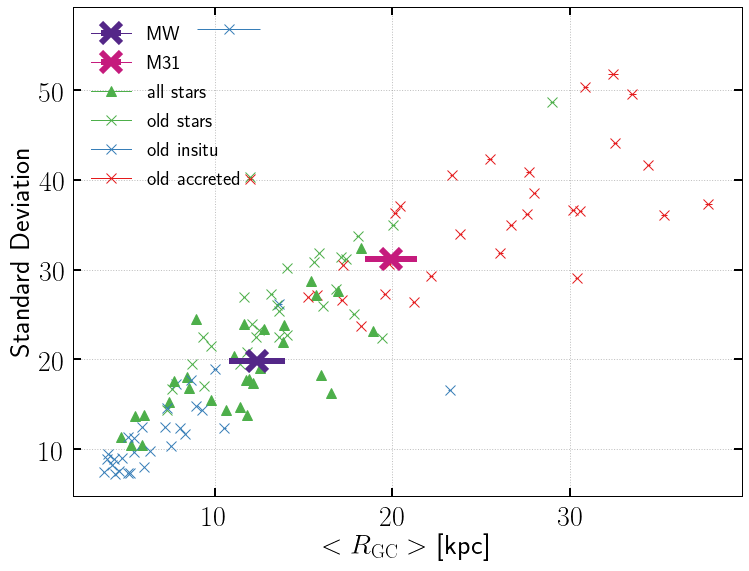 MW
M31
all stars
old stars
old insitu
old accreted
Standard Deviation
50
40
30
20
10
10 20 30
< R_GC > [kpc]